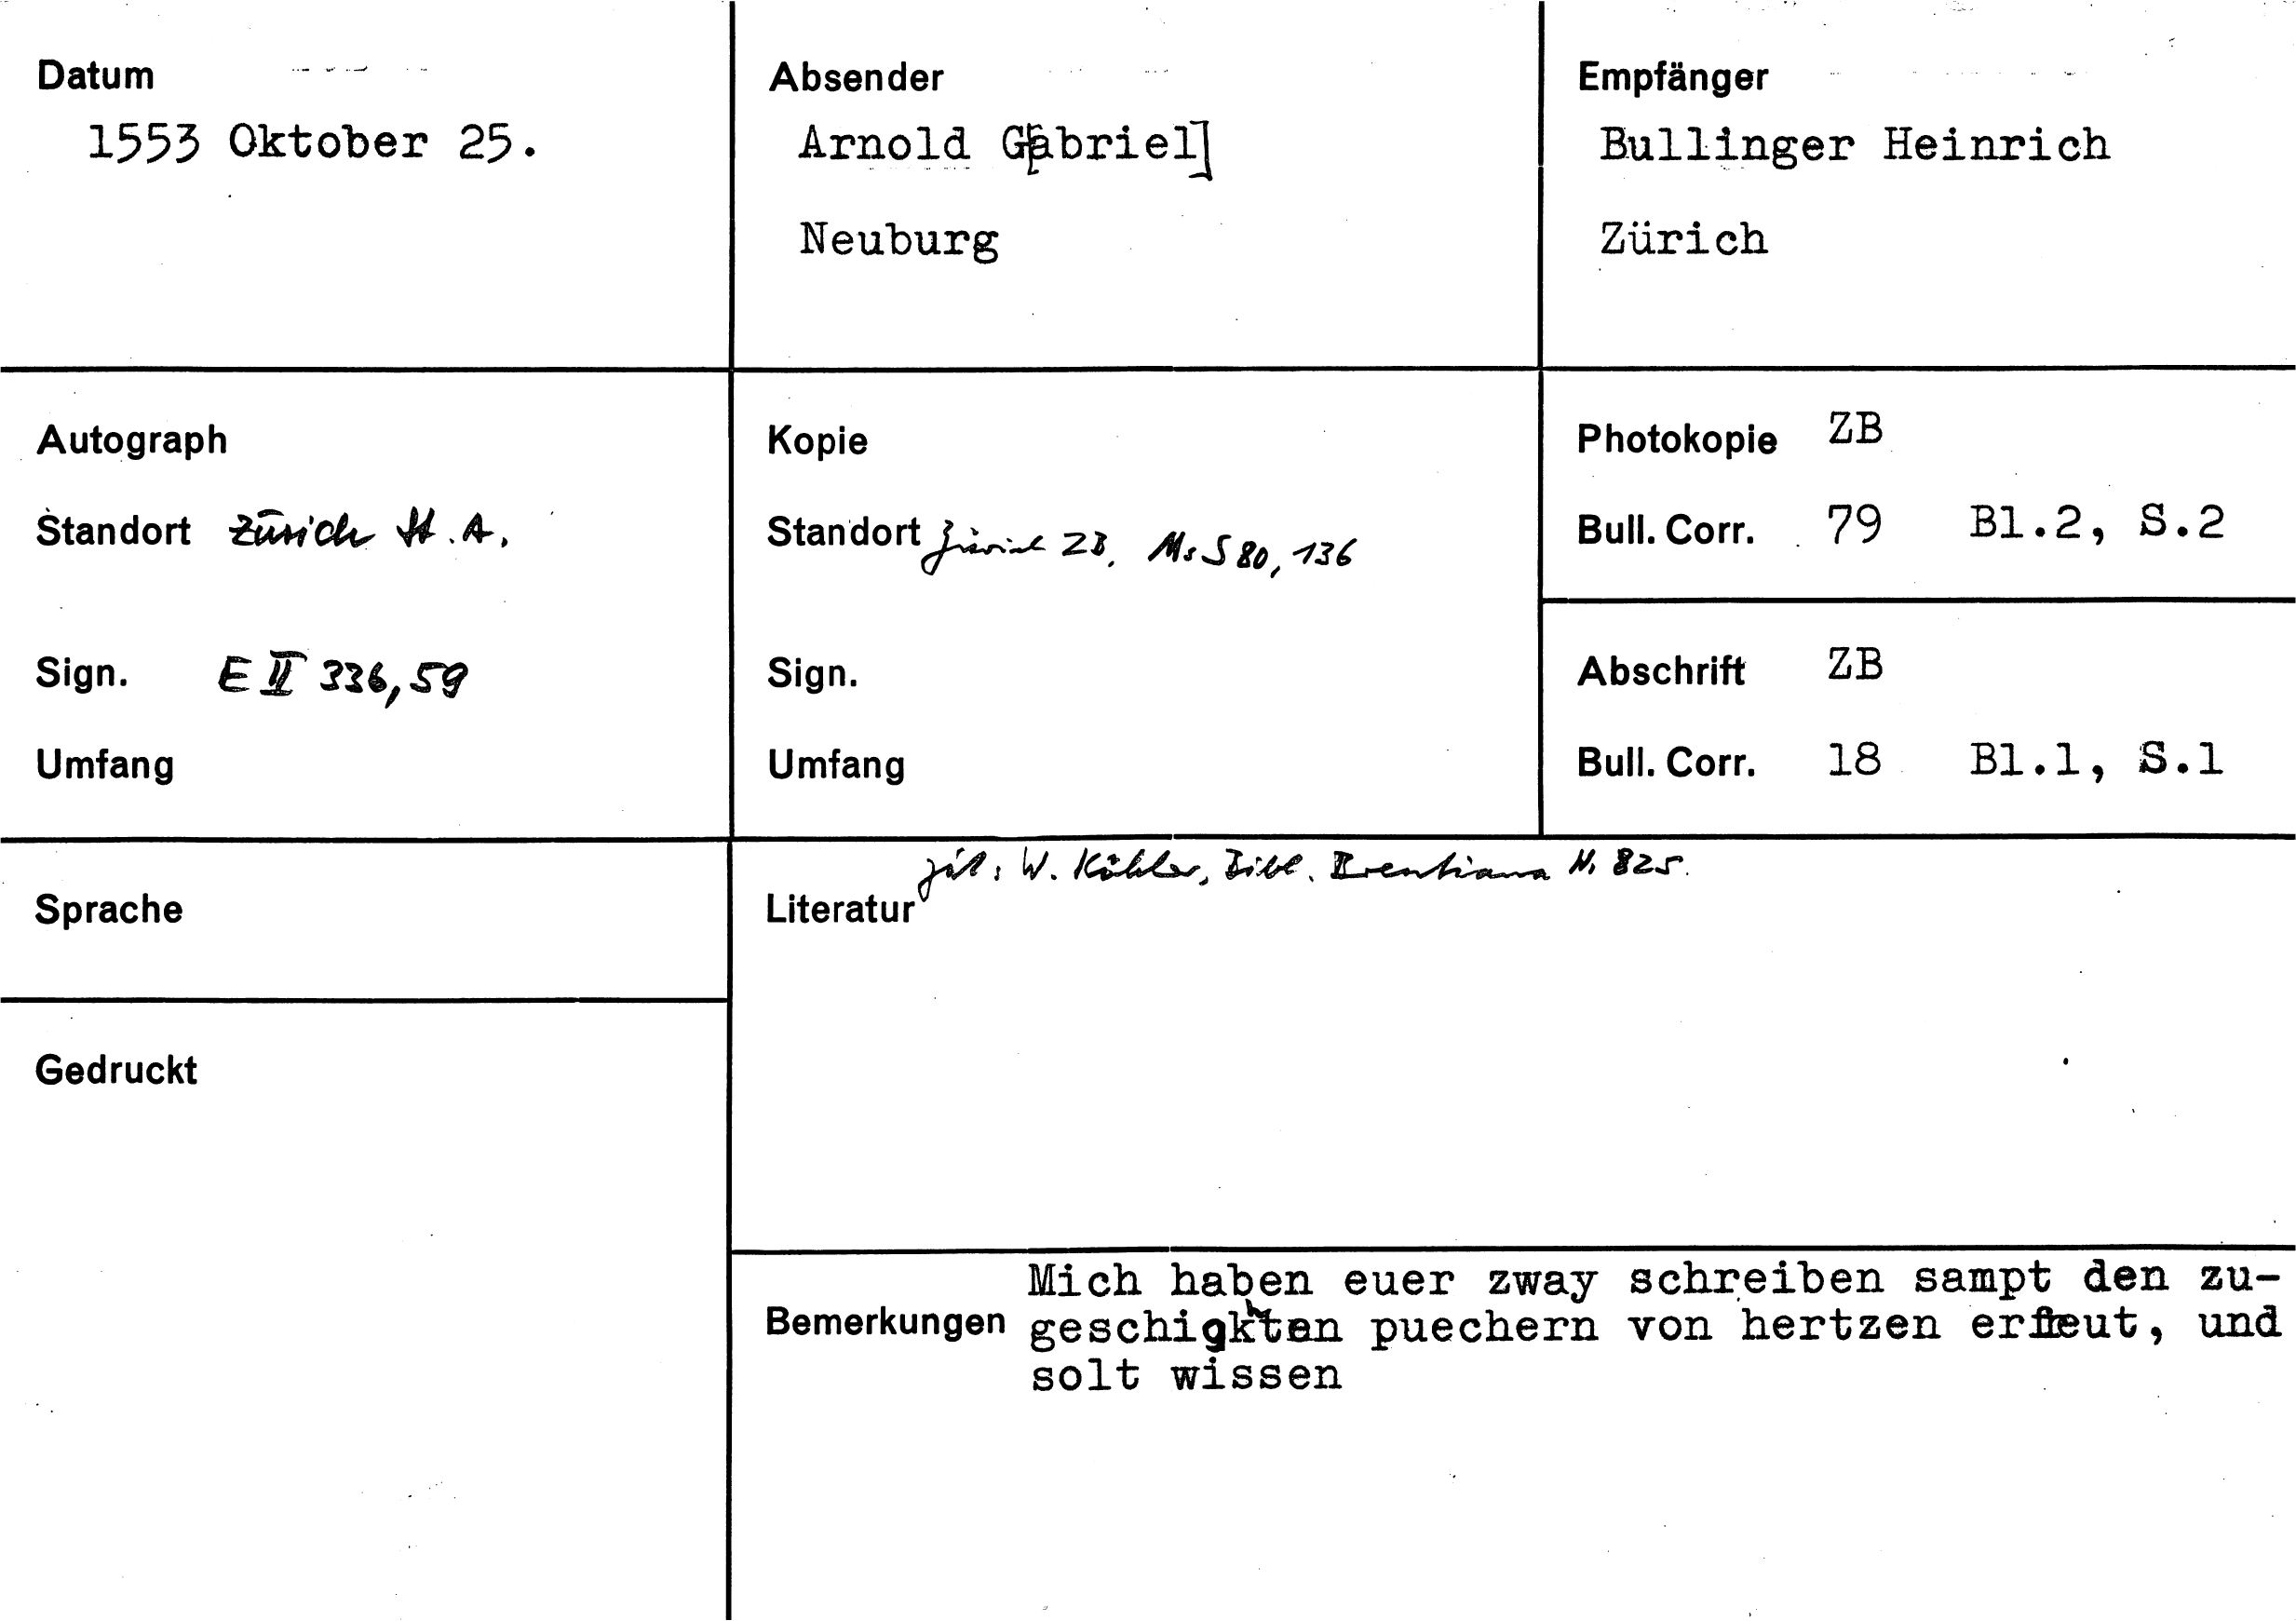 Datum
1553 Oktober 25.
Absender
Arnold G[abriel]
Neuburg
Empfänger
Bullinger Heinrich
Zürich
Autograph
Standort Zürich St.A.
Sign. E II 336, 59
Umfang
Kopie
Standort Zürich ZB. Ms S 80, 136
Sign.
Umfang
Photokopie ZB
Bull. Corr. 79 Bl.2, S.2
Abschrift ZB
Bull. Corr. 18 Bl.1, S.1
Sprache
Gedruckt
zit: W. Köhler, Bibl. Brentiana N. 825.
Literatur
Bemerkungen
Mich haben euer zway schreiben sampt den zu-
geschigkten puechern von hertzen erfreut, und
solt wissen